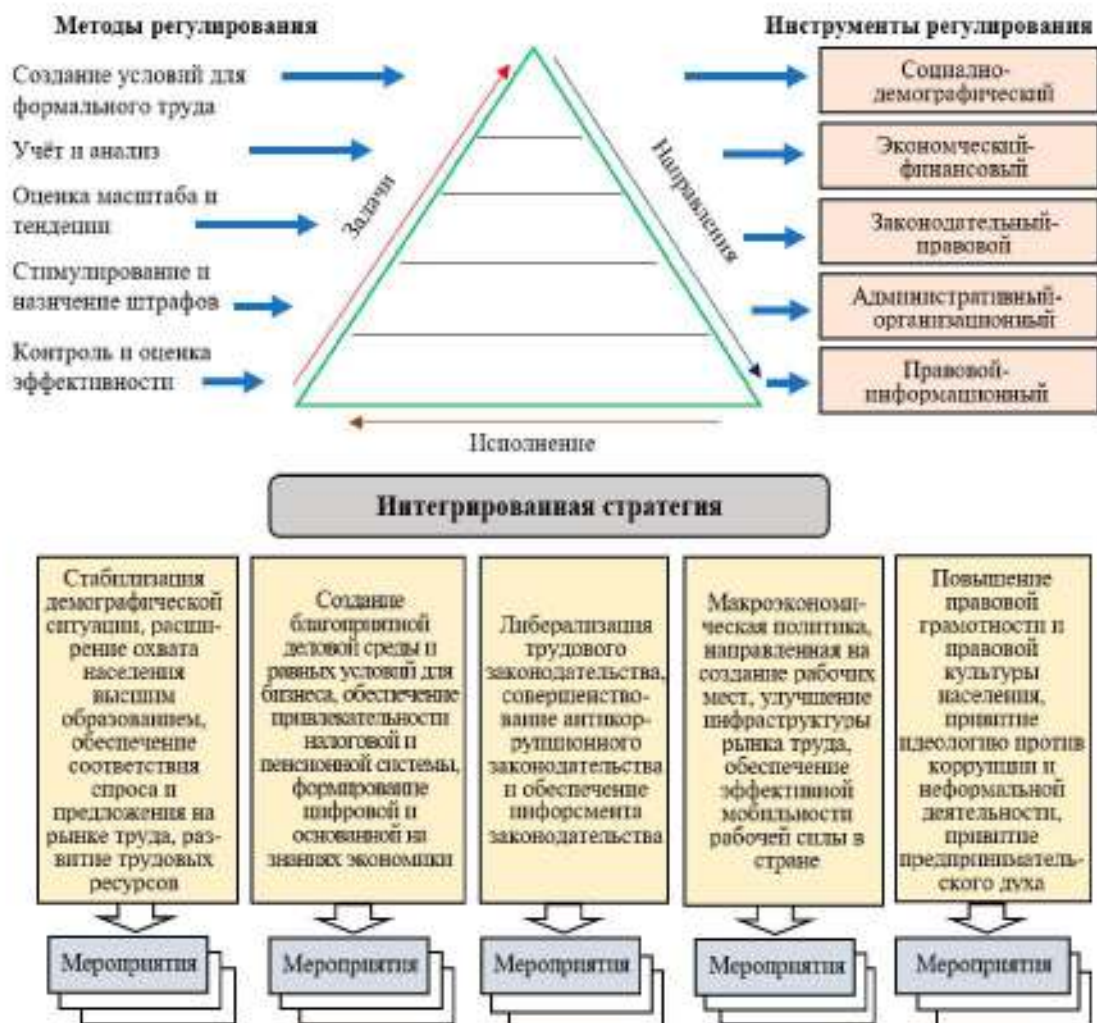 Методы регулирования
Создание условий для
формального труда
Учёт и анализ
Оценка масштаба и
тендеции
Стимулирование и
назичение штрафов
Контроль и оценка
эффективности
Задачи
Направления
Исполнение
Инструменты регулирования
Социально-
демографический
Экономческий-
финансовый
Законодательный-
правовой
Административный-
организационный
Правовой-
информационный
Интегрированная стратегия
Стабилизация
демографической
ситуации, расши-
рение охвата
населения
высшим
образованием,
обеспечение
соответствия
спроса и
предложения на
рынке труда, раз-
витие трудовых
ресурсов
Создание
благоприятной
деловой среды и
равных условий для
бизнеса, обеспечение
привлекательности
налоговой и
пенсионной системы,
формирование
цифровой и
основанной на
знаниях экономики
Либерализация
трудового
законодательства,
совершенство-
вание антикор-
рупционного
законодательства
и обеспечение
инфорсмента
законодательства
Макроэкономи-
ческая политика,
направленная на
создание рабочих
мест, улучшение
инфраструктуры
рынка труда,
обеспечение
эффективной
мобильности
рабочей силы в
стране
Повышение
правовой
грамотности и
правовой
культуры
населения,
привитие
идеологию против
коррупции и
неформальной
деятельности,
привитие
предприниматель-
ского духа
Мероприятия
Мероприятия
Мероприятия
Мероприятия
Мероприятия